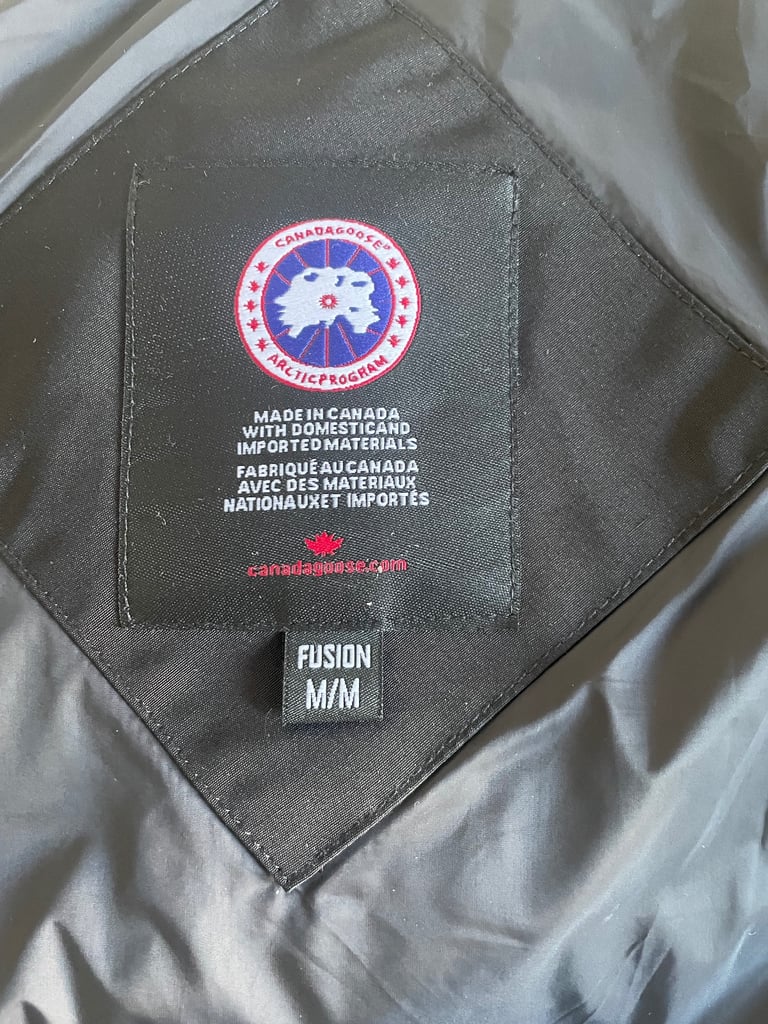 CANADA GOOSE®
ARCTIC PROGRAM
MADE IN CANADA
WITH DOMESTIC AND
IMPORTED MATERIALS
FABRIQUÉ AU CANADA
AVEC DES MATERIAUX
NATIONAUX ET IMPORTÉS
canadagoose.com
FUSION
M/M